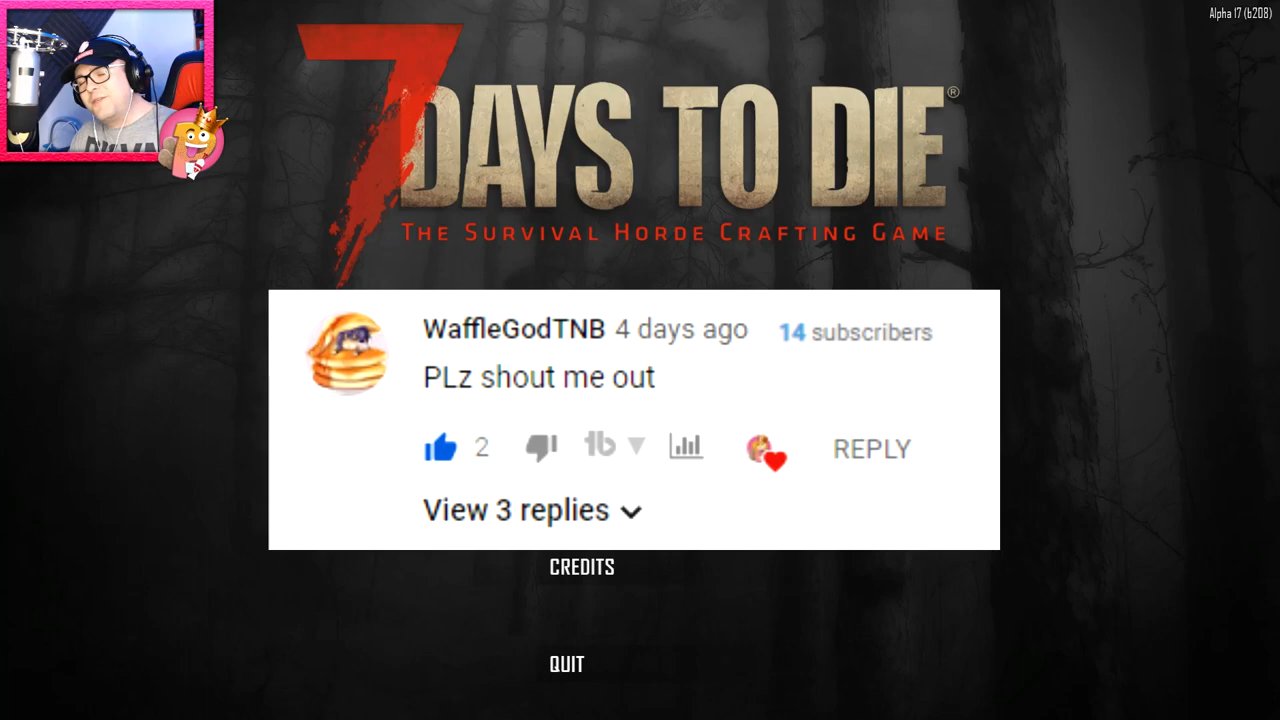 Alpha 17 (b208)
7 DAYS TO DIE®
THE SURVIVAL HORDE CRAFTING GAME
WaffleGodTNB 4 days ago 14 subscribers
PLz shout me out
2 REPLY
View 3 replies
CREDITS
QUIT